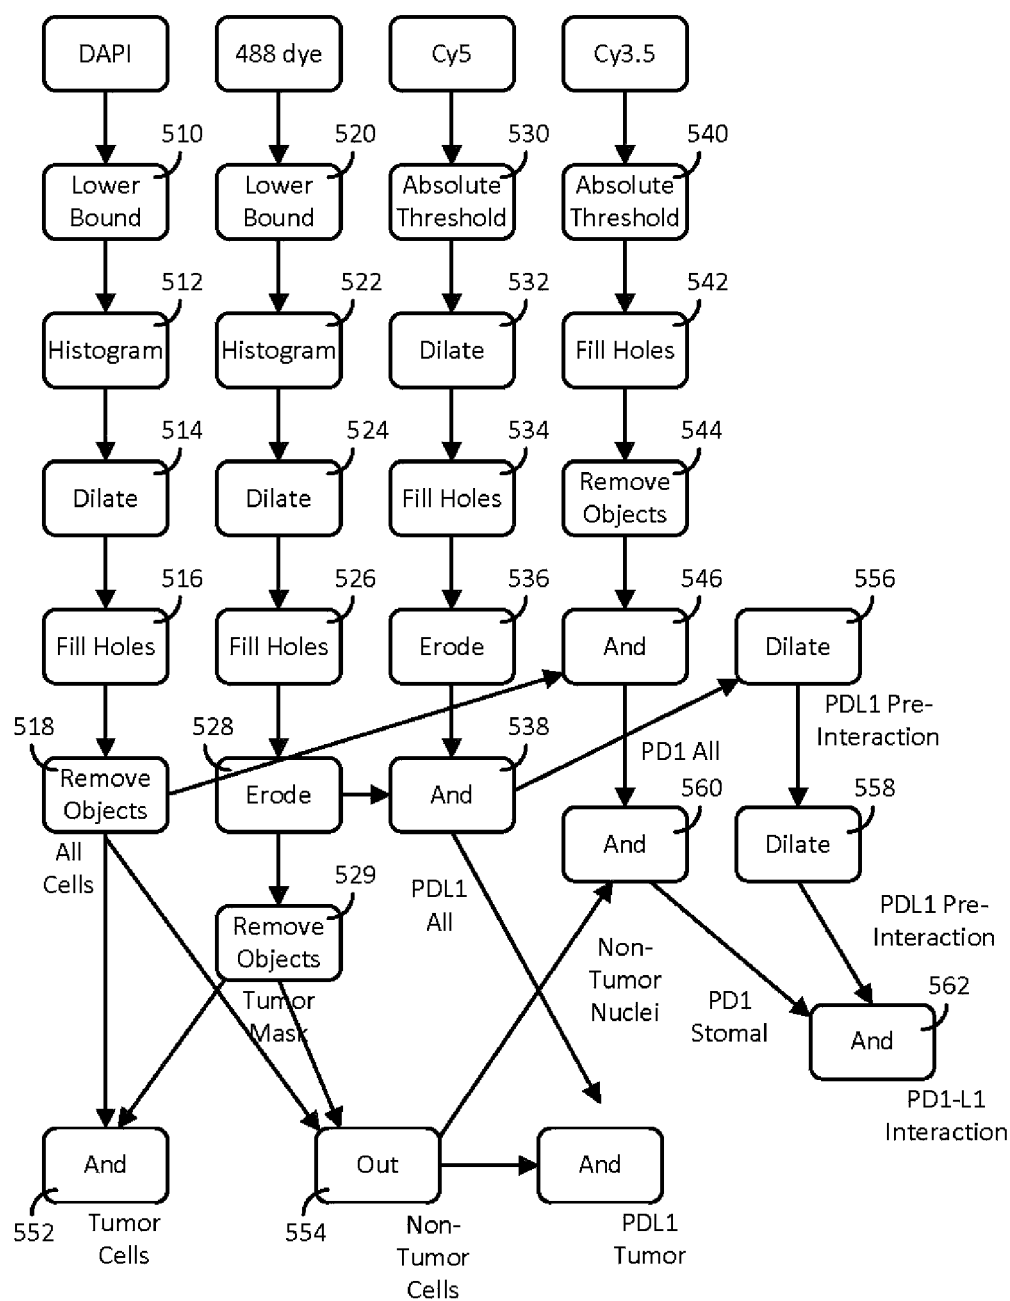 DAPI
488 dye
Cy5
Cy3.5
510
520
530
540
Lower
Bound
Lower
Bound
Absolute
Threshold
Absolute
Threshold
512
522
532
542
Histogram
Histogram
Dilate
Fill Holes
514
524
534
544
Dilate
Dilate
Fill Holes
Remove
Objects
516
526
536
546
556
Fill Holes
Fill Holes
Erode
And
Dilate
518
528
538
PD1 All
PDL1 Pre-
Interaction
Remove
Objects
Erode
And
560
558
And
Dilate
All
Cells
529
PDL1
All
Remove
Objects
Tumor
Mask
Non-
Tumor
Nuclei
PD1
Stomal
PDL1 Pre-
Interaction
562
And
PD1-L1
Interaction
And
Out
And
552
Tumor
Cells
554
Non-
Tumor
Cells
PDL1
Tumor